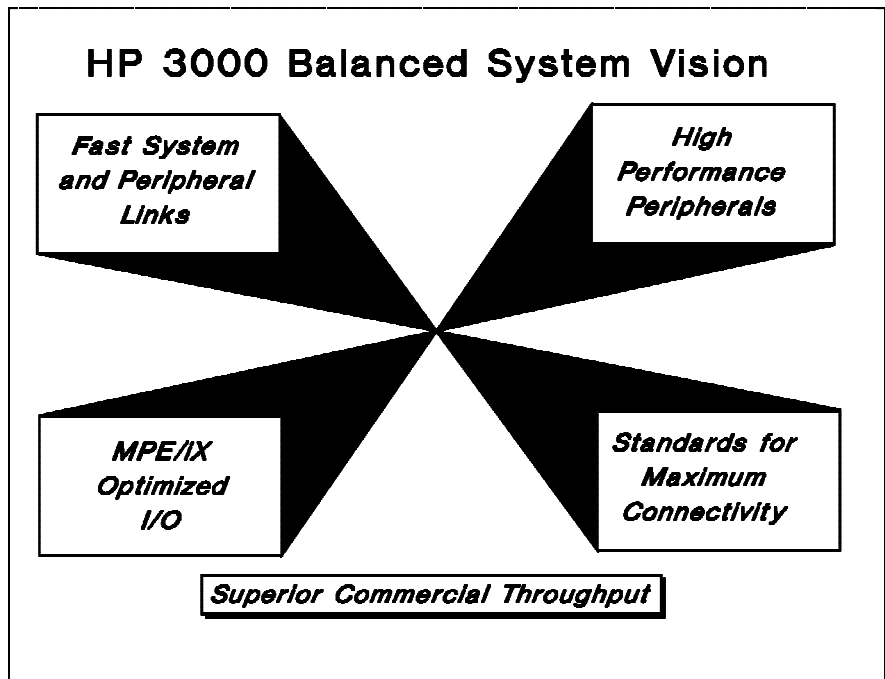 HP 3000 Balanced System Vision
Fast System
and Peripheral
Links
High
Performance
Peripherals
MPE/IX
Optimized
I/O
Standards for
Maximum
Connectivity
Superior Commercial Throughput